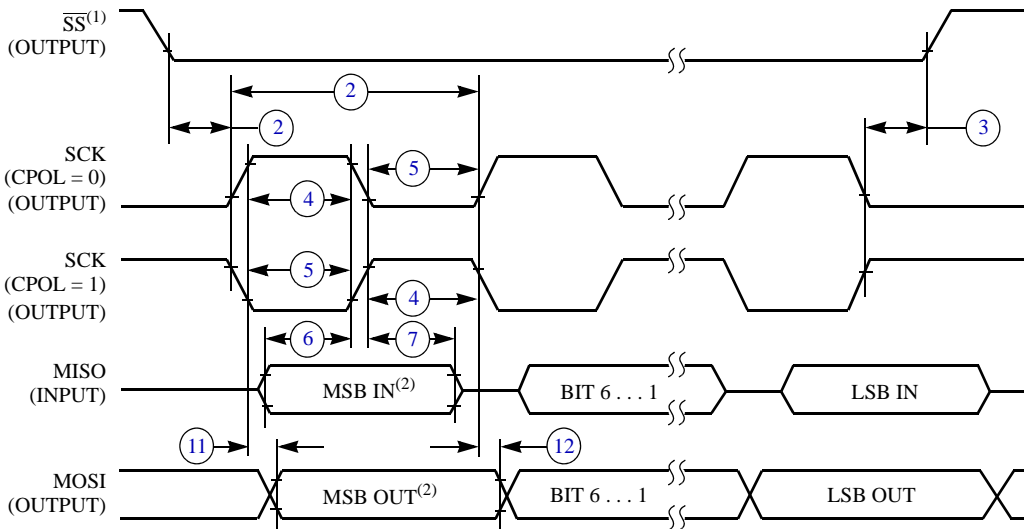 SS(1)
(OUTPUT)
2
2
3
SCK
(CPOL = 0)
(OUTPUT)
5
4
SCK
(CPOL = 1)
(OUTPUT)
5
4
6
7
MISO
(INPUT)
MSB IN(2)
BIT 6 . . . 1
LSB IN
11
12
MOSI
(OUTPUT)
MSB OUT(2)
BIT 6 . . . 1
LSB OUT